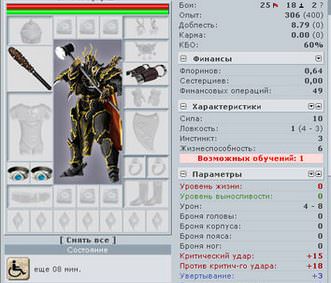 Бои: 25 18 2
Опыт: 306 (400)
Доблесть: 8.79 (0)
Карма: 0.00 (0)
КБО: 60%
Финансы
Флоринов: 0,64
Сестерциев: 0.00
Финансовых операций: 49
Характеристики
Сила: 10
Ловкость: 1 (4 - 3)
Инстинкт: 3
Жизнеспособность: 6
Возможных обучений: 1
Параметры
Уровень жизни: 0
Уровень выносливости: 0
Урон: 4 - 8
Броня головы: 0
Броня корпуса: 0
Броня пояса: 0
Броня ног: 0
Критический удар: +15
Против критич-го удара: +18
Увертывание: +3
[ Снять все ]
Состояние
еще 08 мин.